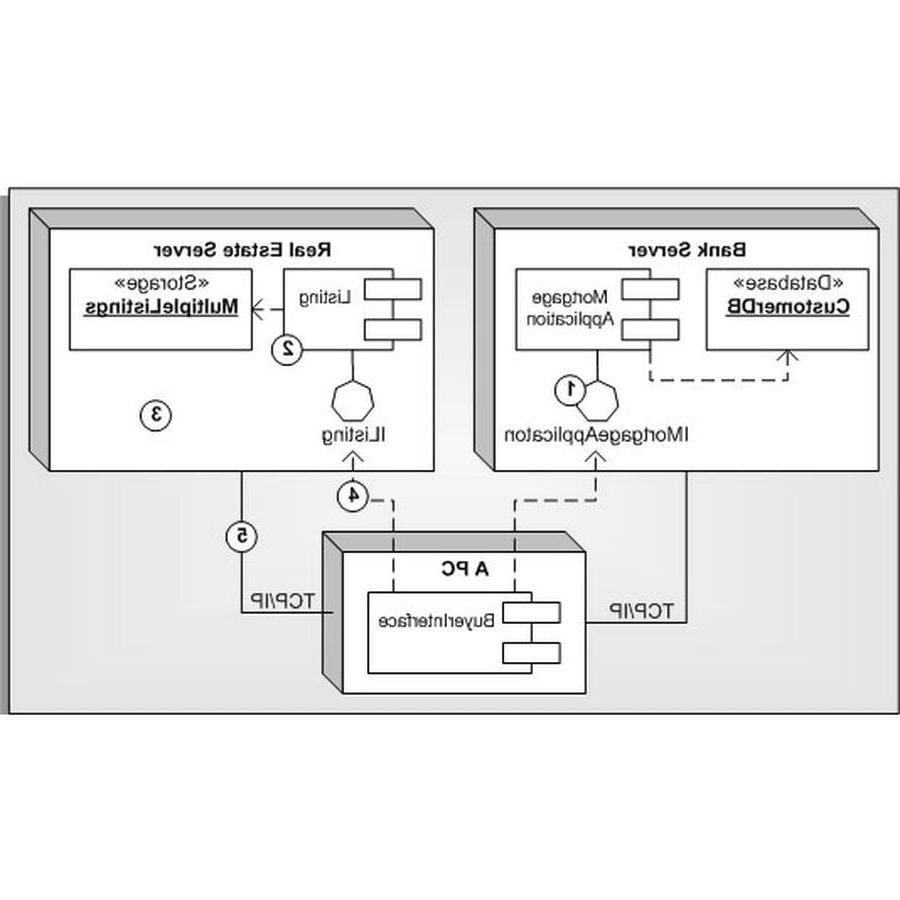 Real Estate Server
Bank Server
«Storage»
MultipleListings
Listing
Mortgage
Application
«Database»
CustomerDB
2
1
3
IListing
IMortgageApplicaton
4
5
A PC
TCP/IP
BuyerInterface
TCP/IP